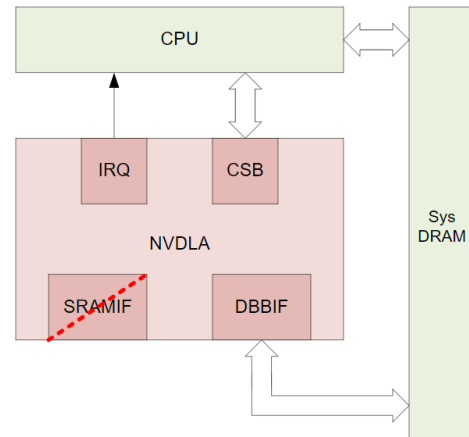 CPU
IRQ
CSB
NVDLA
SRAMIF
DBBIF
Sys
DRAM